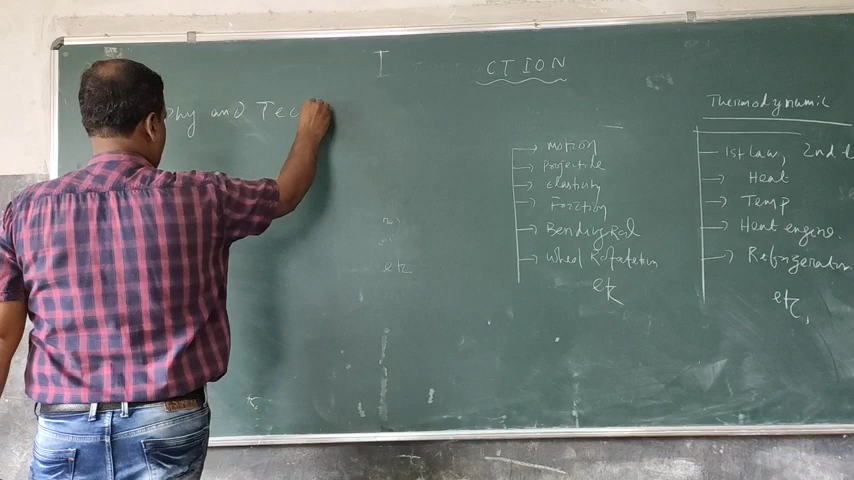 I CTION
phy and Tec
etc
Motion
Projectile
Elasticity
Friction
Bending Rod
Wheel Rotatation
etc
Thermodynamic
1st law, 2nd l
Heat
Temp
Heat engine.
Refrigeration
etc,